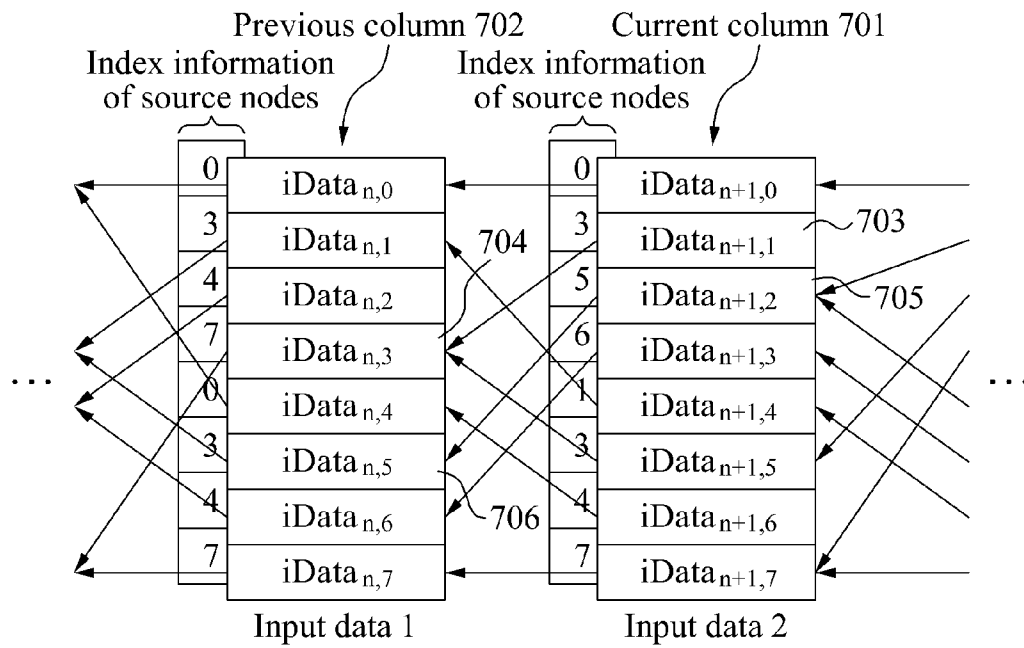 Previous column 702
Current column 701
Index information
of source nodes
Index information
of source nodes
0
3
4
7
0
3
4
7
iData n,0
iData n,1
iData n,2
iData n,3
iData n,4
iData n,5
iData n,6
iData n,7
704
706
0
3
5
6
1
3
4
7
iData n+1,0
iData n+1,1
iData n+1,2
iData n+1,3
iData n+1,4
iData n+1,5
iData n+1,6
iData n+1,7
703
705
...
...
Input data 1
Input data 2